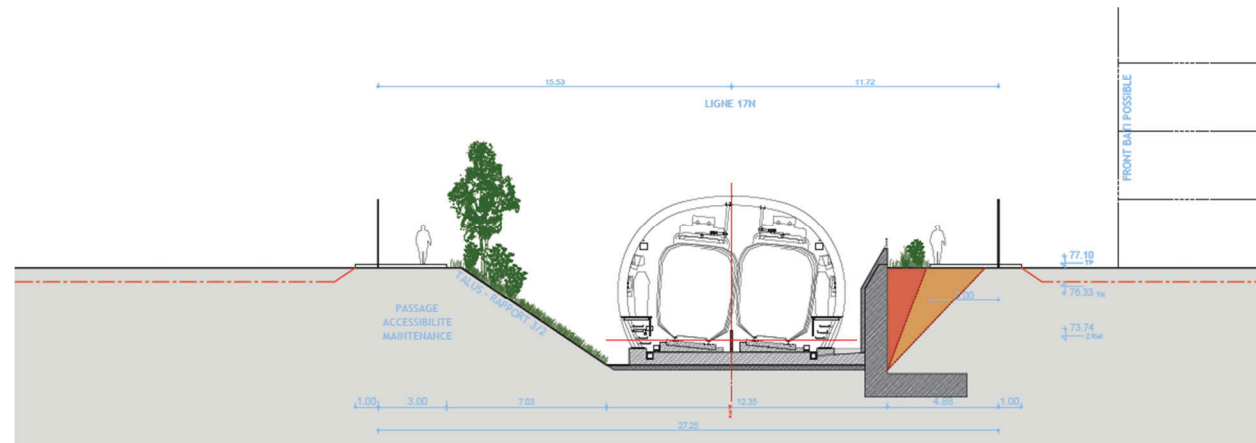 15.53
11.72
LIGNE 17N
FRONT BATI POSSIBLE
77.10
TP
76.33 TN
73.74
Z Rail
TALUS - RAPPORT 3/2
PASSAGE
ACCESSIBILITE
MAINTENANCE
1.00
3.00
7.03
12.35
4.88
1.00
27.25